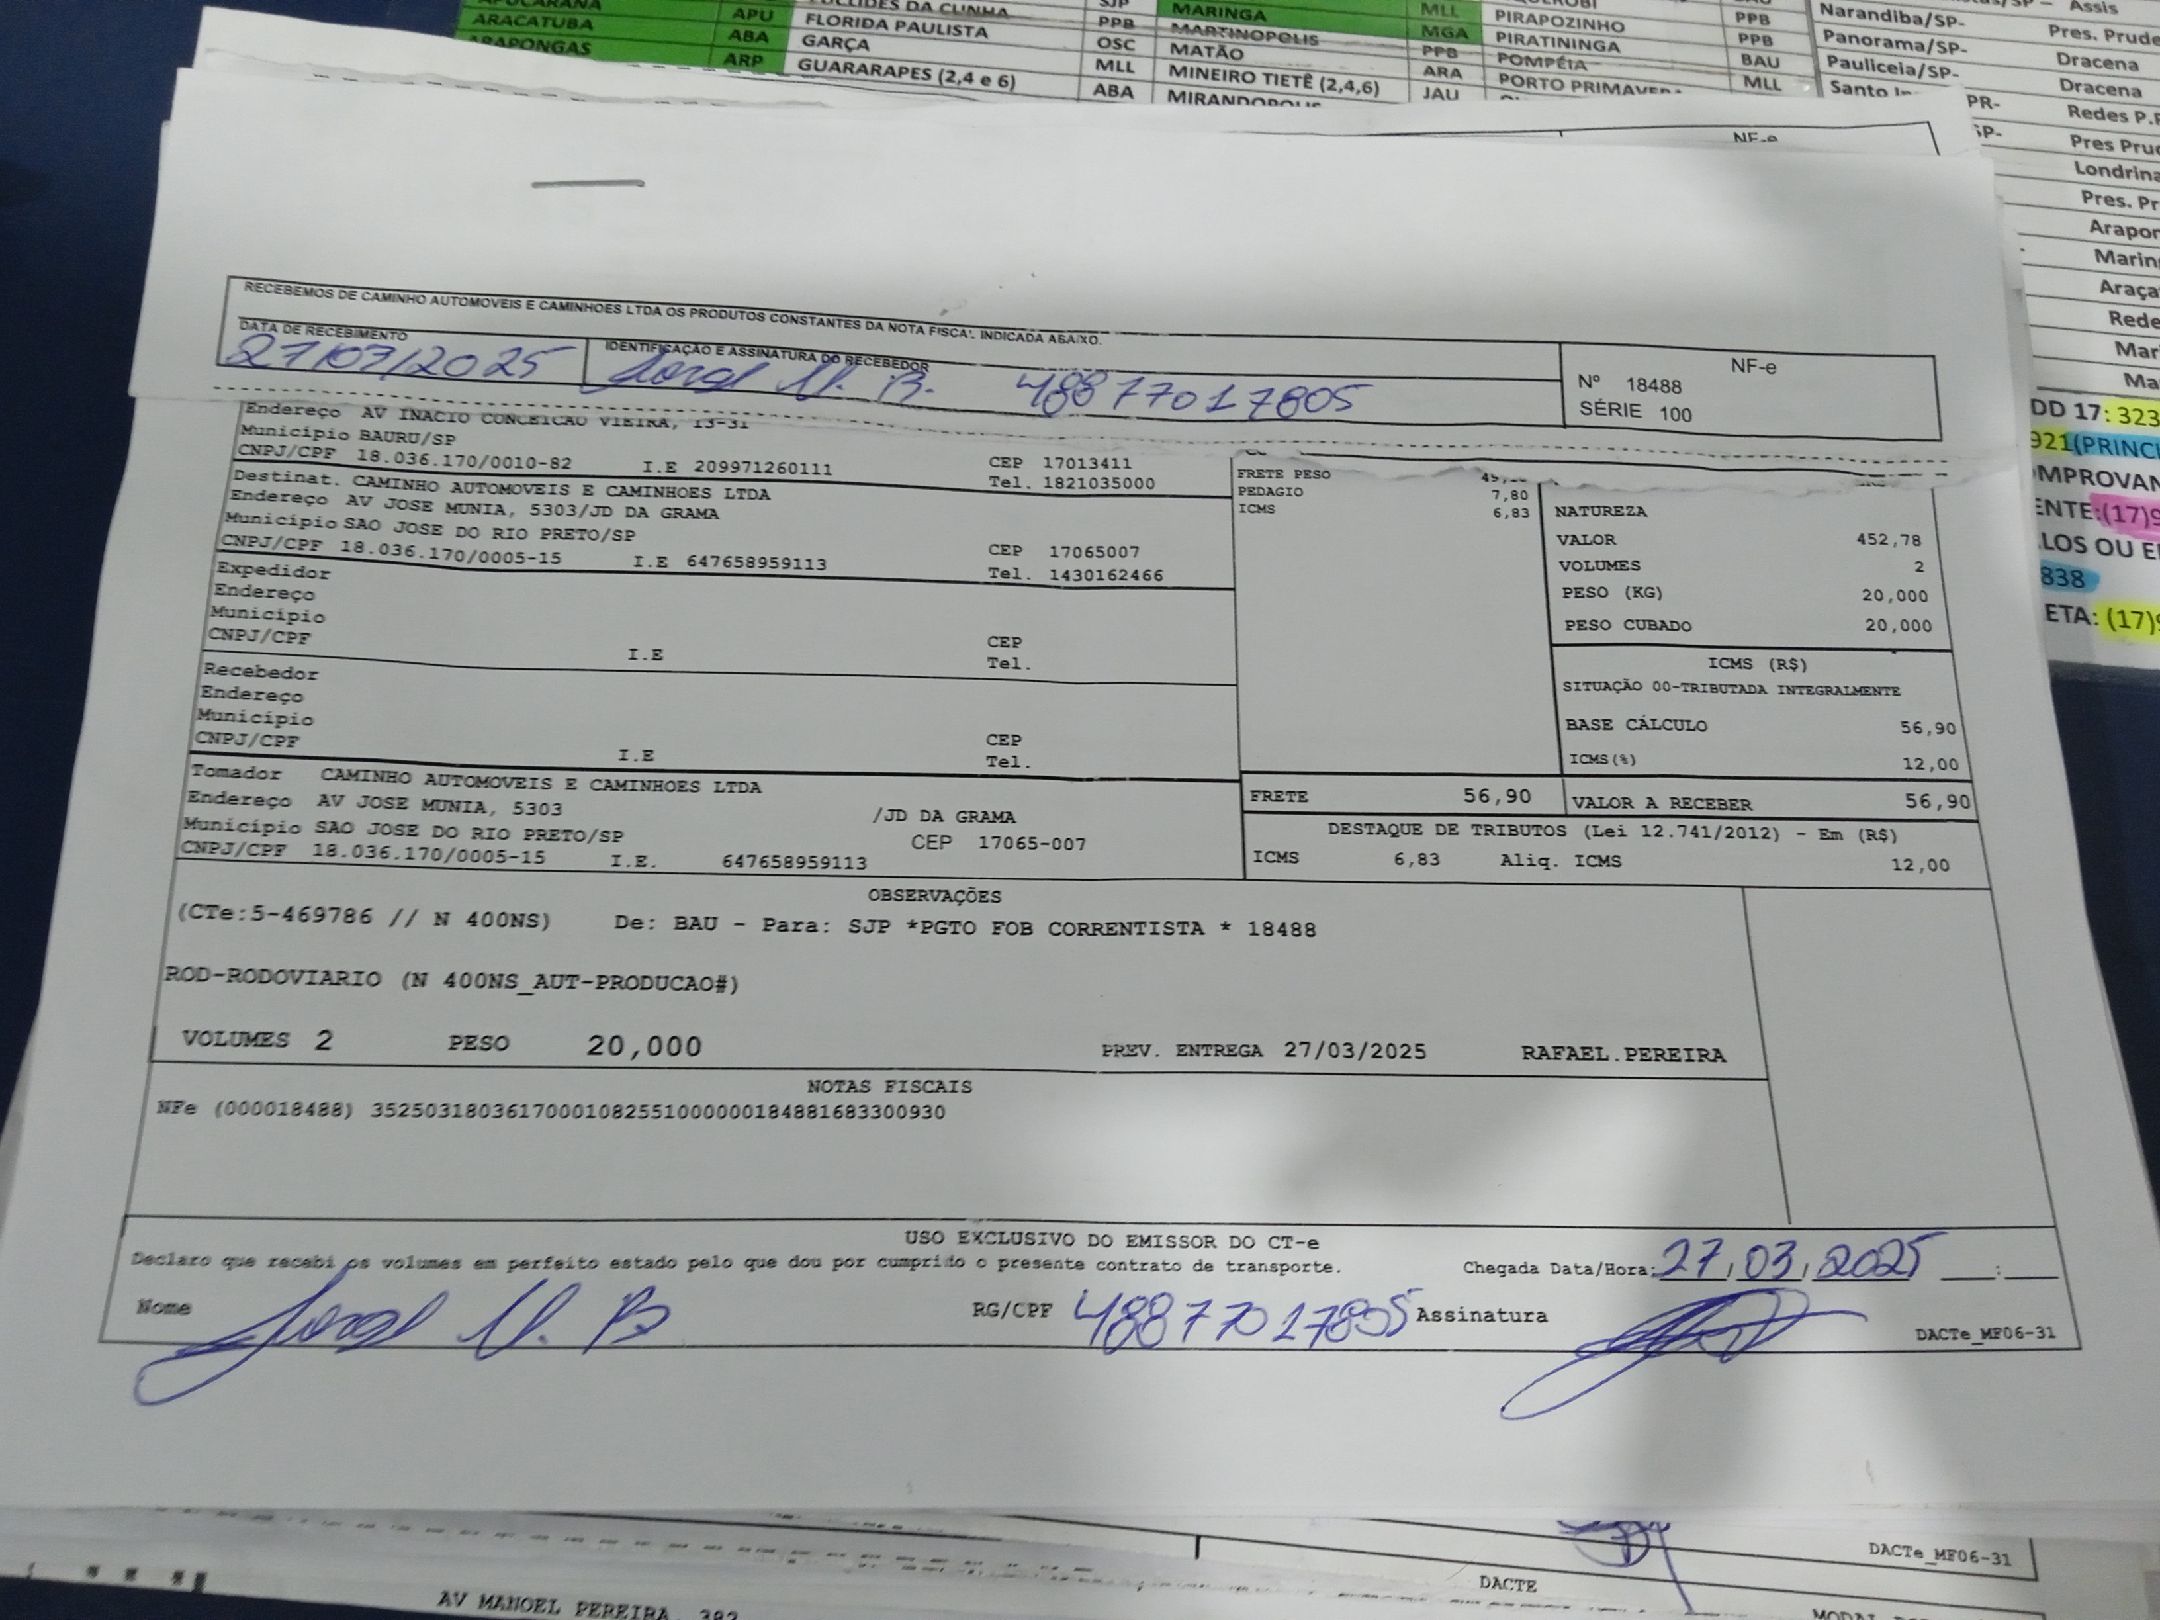 ARACATUBA APU FLORIDA PAULISTA PPB MARINGA MLL PIRAPOZINHO PPB Narandiba/SP- Assis
ARAPONGAS ABA GARÇA OSC MARTINOPOLIS MGA PIRATININGA PPB Panorama/SP-
ARP GUARARAPES (2,4 e 6) MLL MATÃO PPB POMPÉIA BAU Pauliceia/SP- Dracena
ABA MINEIRO TIETÊ (2,4,6) ARA MLL Dracena
JAU
NF-e
Londrina
RECEBEMOS DE CAMINHO AUTOMOVEIS E CAMINHOES LTDA OS PRODUTOS CONSTANTES DA NOTA FISCAL INDICADA ABAIXO.
DATA DE RECEBIMENTO IDENTIFICAÇÃO E ASSINATURA DO RECEBEDOR NF-e
27/03/2025 48877017805 Nº 18488
SÉRIE 100
Endereço AV INACIO CONCEICAO VIEIRA, 13-31
Município BAURU/SP CEP 17013411
CNPJ/CPF 18.036.170/0010-82 I.E 209971260111 Tel. 1821035000
FRETE PESO
PEDAGIO 7,80
ICMS 6,83
Destinat. CAMINHO AUTOMOVEIS E CAMINHOES LTDA
Endereço AV JOSE MUNIA, 5303/JD DA GRAMA
Município SAO JOSE DO RIO PRETO/SP CEP 17065007
CNPJ/CPF 18.036.170/0005-15 I.E 647658959113 Tel. 1430162466
NATUREZA
VALOR 452,78
VOLUMES 2
PESO (KG) 20,000
PESO CUBADO 20,000
Expedidor
Endereço
Município CEP
CNPJ/CPF I.E Tel.
ICMS (R$)
SITUAÇÃO 00-TRIBUTADA INTEGRALMENTE
BASE CÁLCULO 56,90
ICMS(%) 12,00
Recebedor
Endereço
Município CEP
CNPJ/CPF I.E Tel.
Tomador CAMINHO AUTOMOVEIS E CAMINHOES LTDA
Endereço AV JOSE MUNIA, 5303 /JD DA GRAMA
Município SAO JOSE DO RIO PRETO/SP CEP 17065-007
CNPJ/CPF 18.036.170/0005-15 I.E. 647658959113
FRETE 56,90 VALOR A RECEBER 56,90
DESTAQUE DE TRIBUTOS (Lei 12.741/2012) - Em (R$)
ICMS 6,83 Aliq. ICMS 12,00
OBSERVAÇÕES
(CTe:5-469786 // N 400NS) De: BAU - Para: SJP *PGTO FOB CORRENTISTA * 18488
ROD-RODOVIARIO (N 400NS_AUT-PRODUCAO#)
VOLUMES 2 PESO 20,000 PREV. ENTREGA 27/03/2025 RAFAEL.PEREIRA
NOTAS FISCAIS
NFe (000018488) 35250318036170001082551000000184881683300930
USO EXCLUSIVO DO EMISSOR DO CT-e
Declaro que recebi os volumes em perfeito estado pelo que dou por cumprido o presente contrato de transporte. Chegada Data/Hora: 27/03/2025 __:__
Nome RG/CPF 48877017805 Assinatura
DACTe_MF06-31
DACTe_MF06-31
DACTE
AV MANOEL PEREIRA, 382